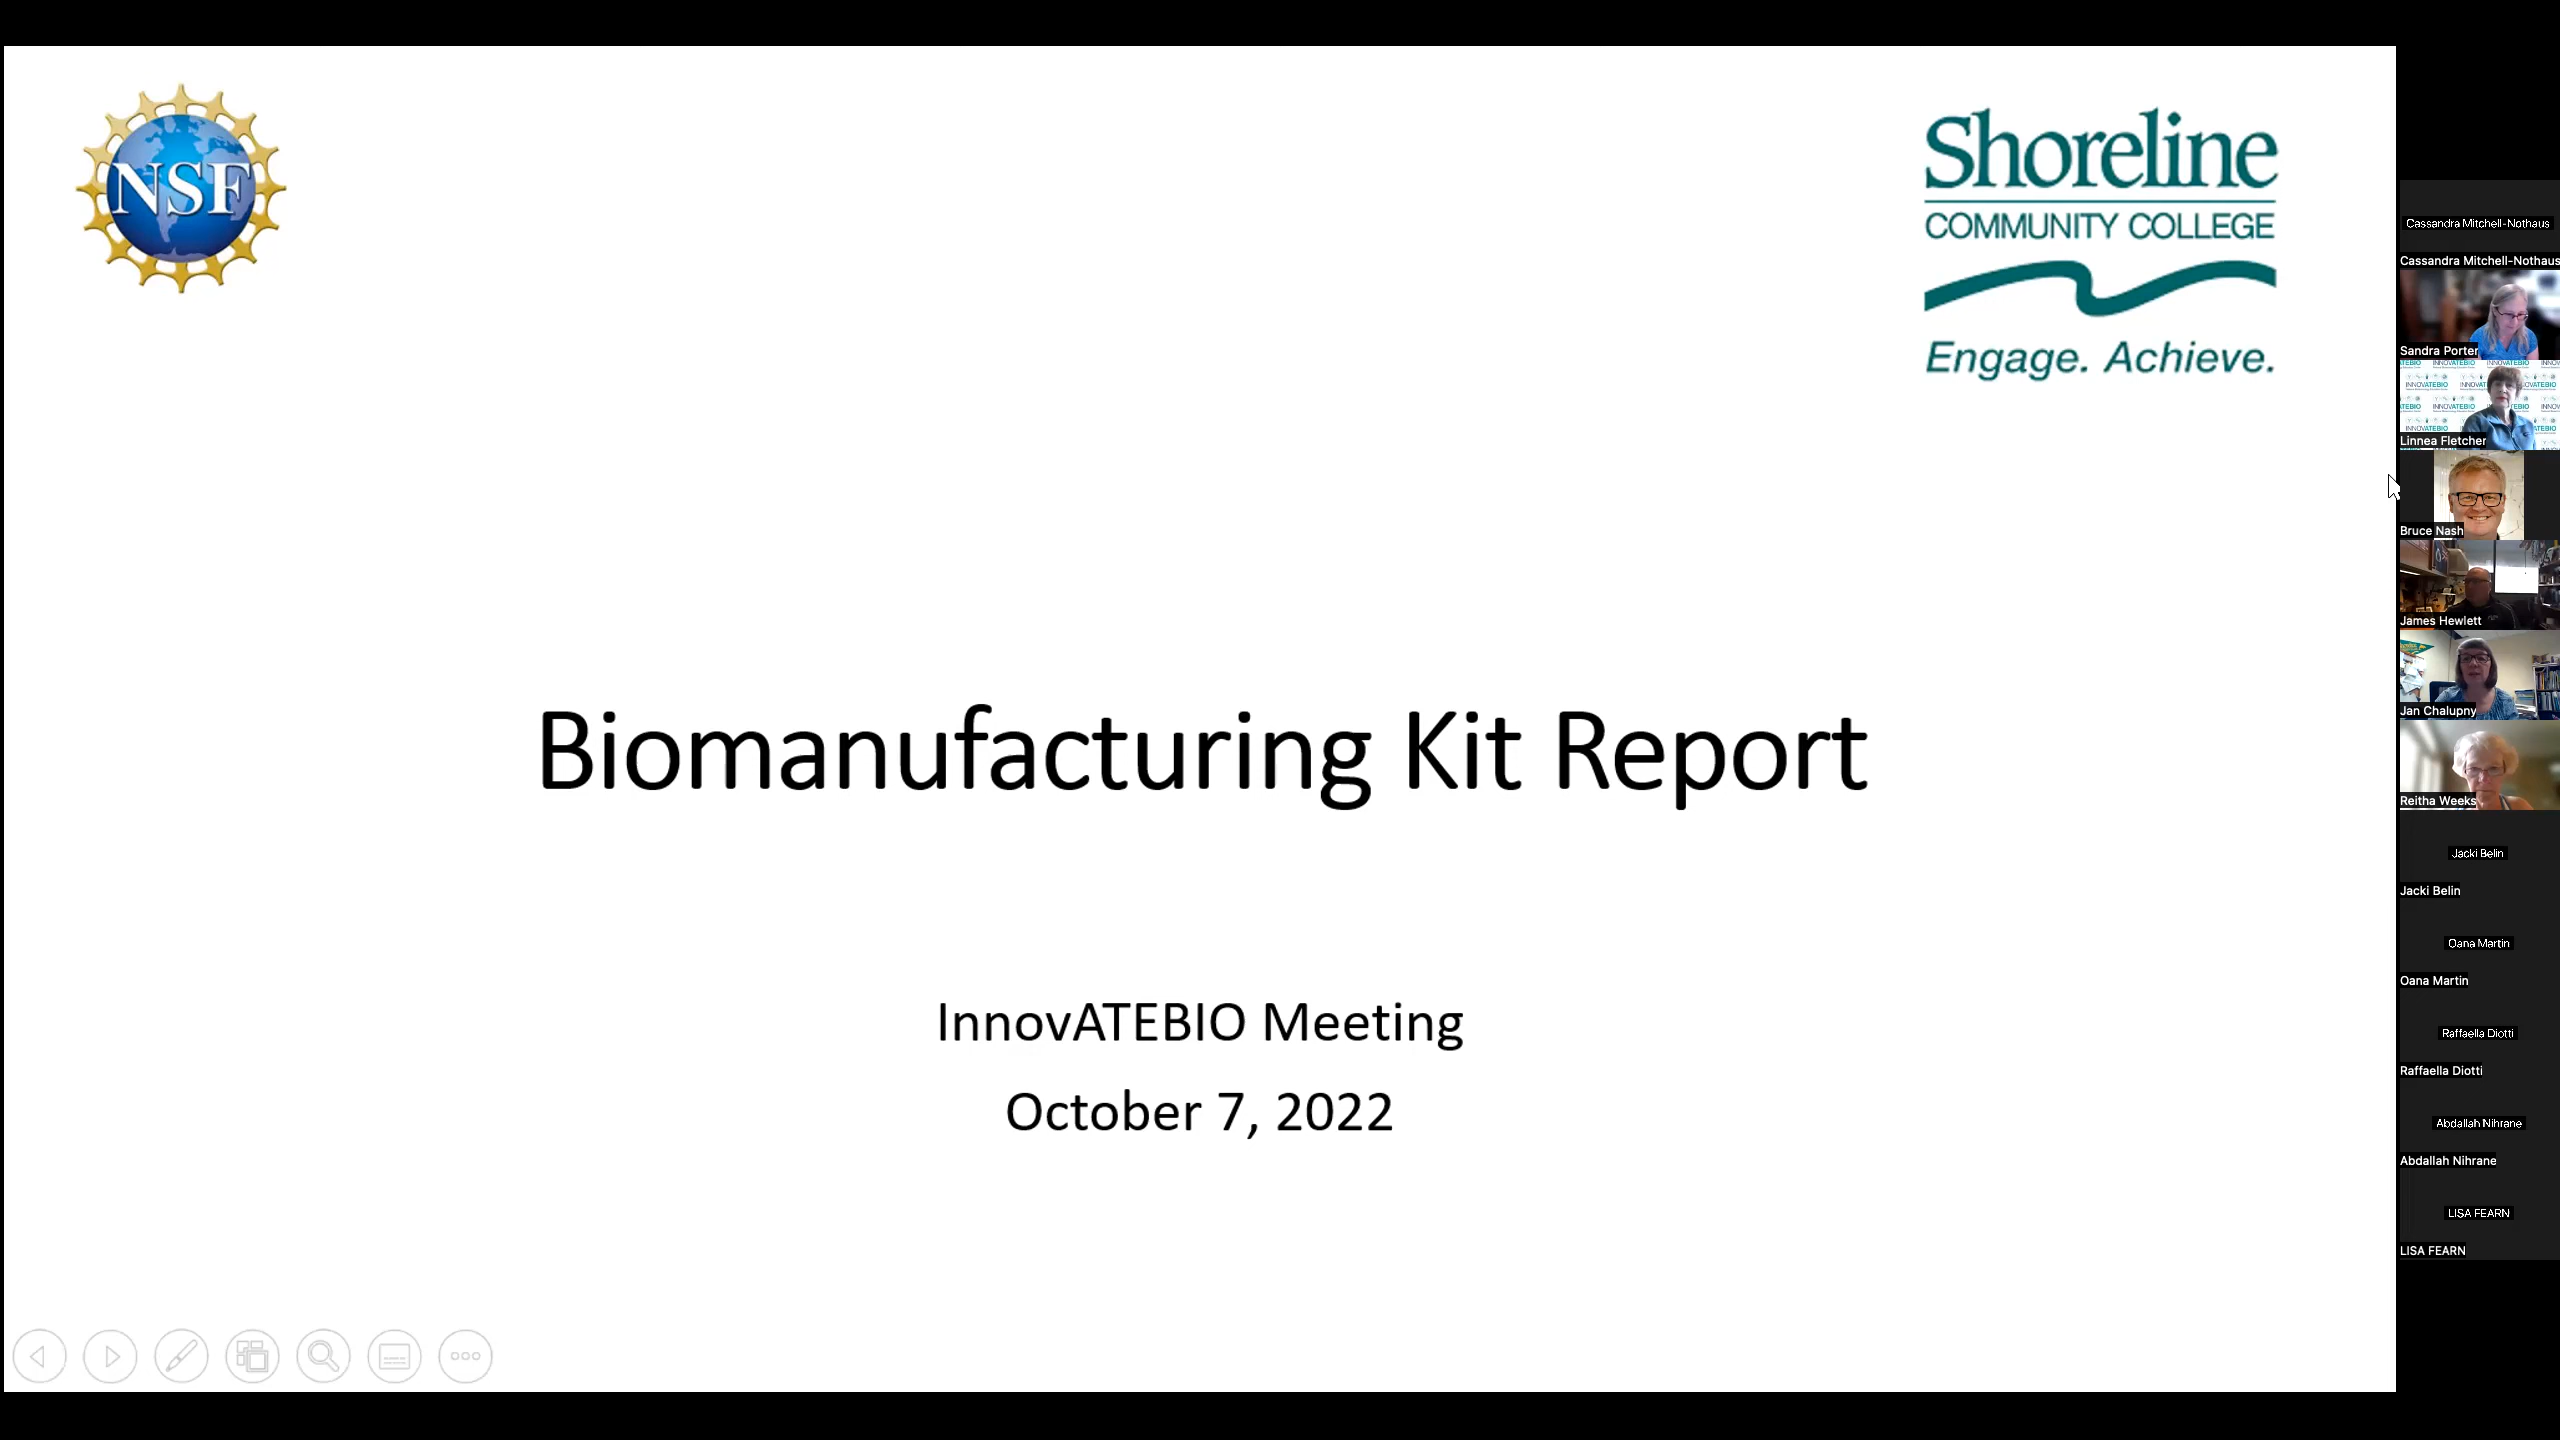 NSF
Shoreline
COMMUNITY COLLEGE
Engage. Achieve.
Biomanufacturing Kit Report
InnovATEBIO Meeting
October 7, 2022
Cassandra Mitchell-Nothaus
Cassandra Mitchell-Nothaus
Sandra Porter
INNOVATEBIO
Linnea Fletcher
Bruce Nash
James Hewlett
Jan Chalupny
Reitha Weeks
Jacki Belin
Jacki Belin
Oana Martin
Oana Martin
Raffaella Diotti
Raffaella Diotti
Abdallah Nihrane
Abdallah Nihrane
LISA FEARN
LISA FEARN